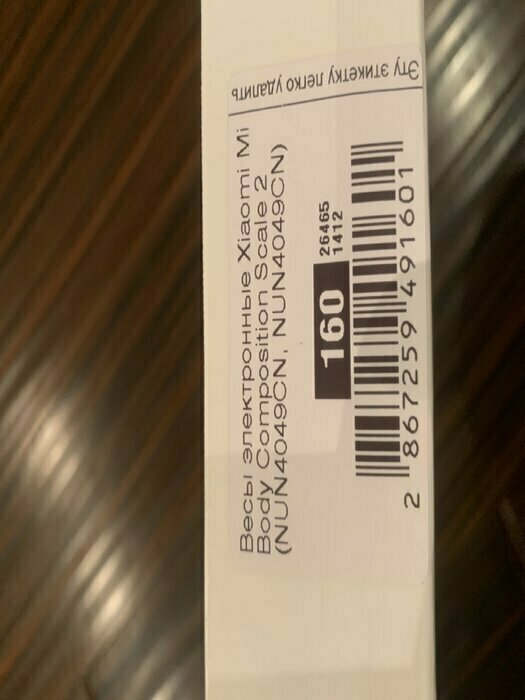 Весы электронные Xiaomi Mi
Body Composition Scale 2
(NUN4049CN, NUN4049CN)
160
26465
1412
2 867259 491601
Эту этикетку легко удалить